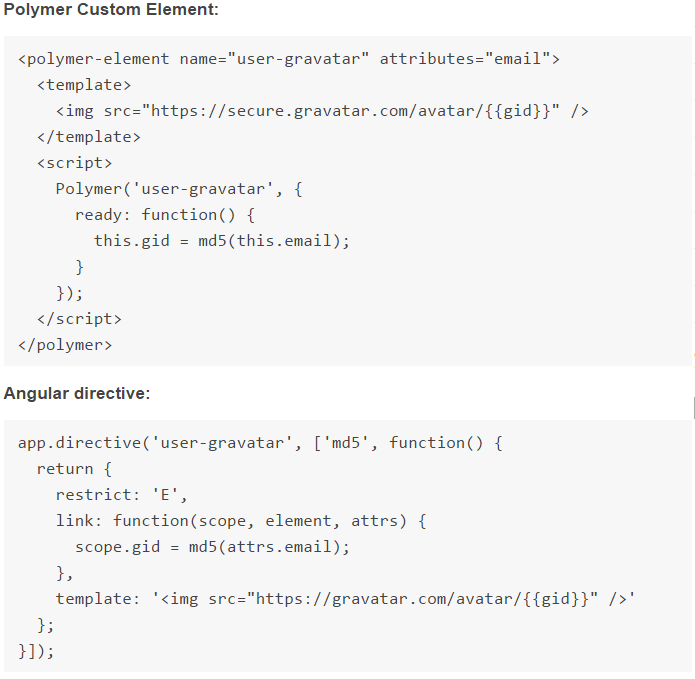 Polymer Custom Element:
<polymer-element name="user-gravatar" attributes="email">
  <template>
    <img src="https://secure.gravatar.com/avatar/{{gid}}" />
  </template>
  <script>
    Polymer('user-gravatar', {
      ready: function() {
        this.gid = md5(this.email);
      }
    });
  </script>
</polymer>
Angular directive:
app.directive('user-gravatar', ['md5', function() {
  return {
    restrict: 'E',
    link: function(scope, element, attrs) {
      scope.gid = md5(attrs.email);
    },
    template: '<img src="https://gravatar.com/avatar/{{gid}}" />'
  };
}]);